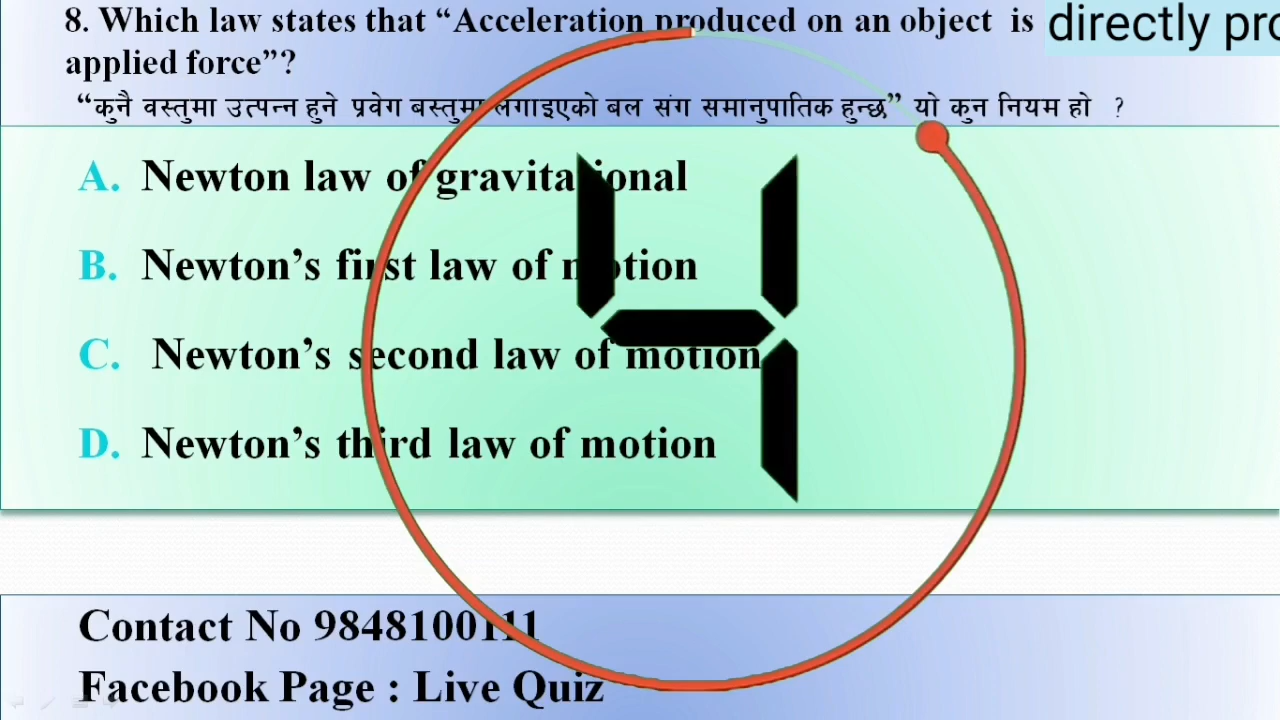 8. Which law states that “Acceleration produced on an object is directly pro
applied force”?
“कुनै वस्तुमा उत्पन्न हुने प्रवेग बस्तुमा लगाइएको बल संग समानुपातिक हुन्छ” यो कुन नियम हो ?
A. Newton law of gravitational
B. Newton’s first law of motion
C. Newton’s second law of motion
D. Newton’s third law of motion
4
Contact No 9848100111
Facebook Page : Live Quiz